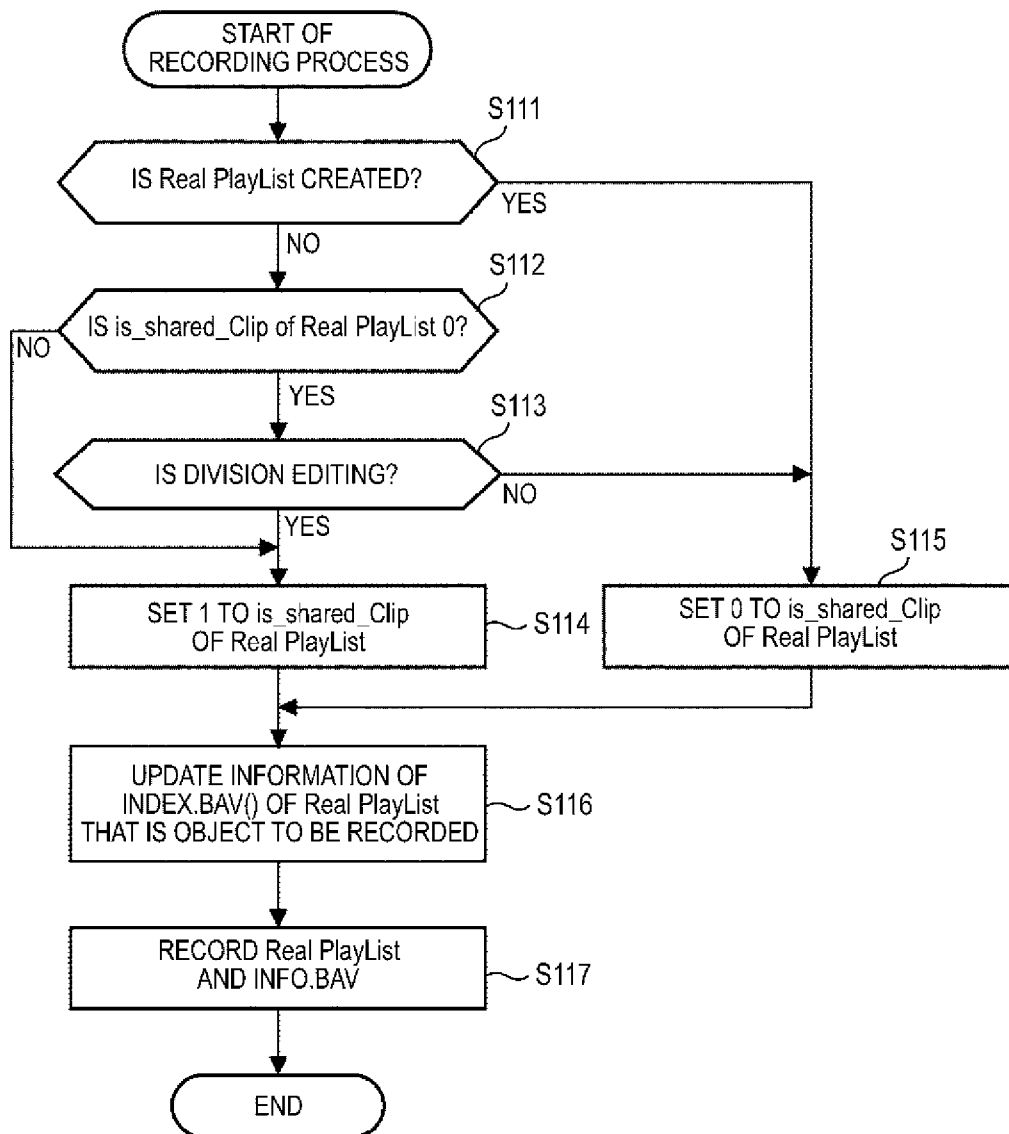 START OF
RECORDING PROCESS
S111
IS Real PlayList CREATED?
YES
NO
S112
IS is_shared_Clip of Real PlayList 0?
NO
YES
S113
IS DIVISION EDITING?
NO
YES
S115
SET 1 TO is_shared_Clip
OF Real PlayList
S114
SET 0 TO is_shared_Clip
OF Real PlayList
UPDATE INFORMATION OF
INDEX.BAV() OF Real PlayList
THAT IS OBJECT TO BE RECORDED
S116
RECORD Real PlayList
AND INFO.BAV
S117
END